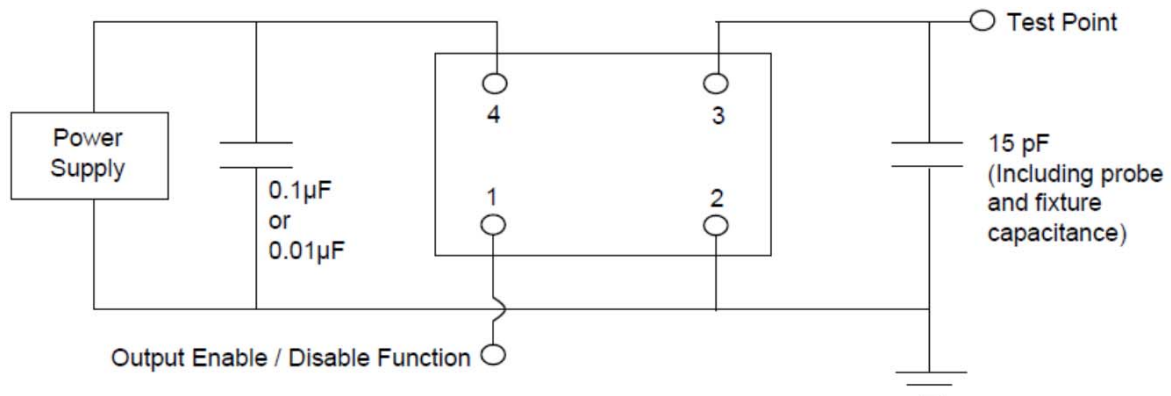 Test Point
4
3
Power
Supply
15 pF
(Including probe
and fixture
capacitance)
0.1µF
or
0.01µF
1
2
Output Enable / Disable Function